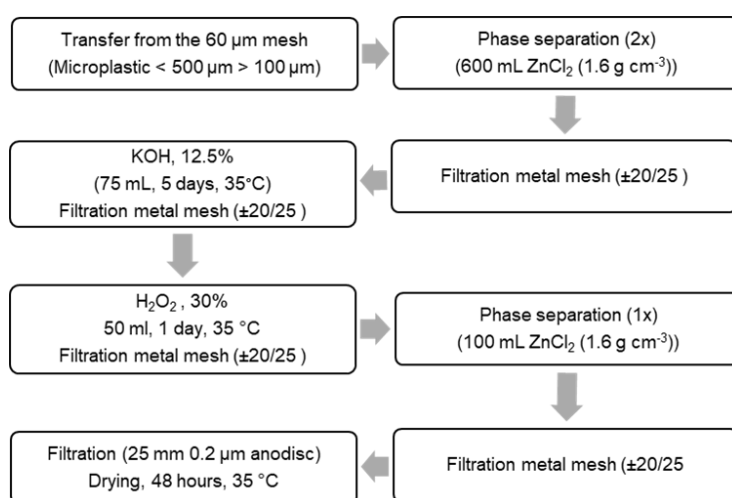 Transfer from the 60 µm mesh
(Microplastic < 500 µm > 100 µm)
Phase separation (2x)
(600 mL ZnCl₂ (1.6 g cm⁻³))
Filtration metal mesh (±20/25 )
KOH, 12.5%
(75 mL, 5 days, 35°C)
Filtration metal mesh (±20/25 )
H₂O₂ , 30%
50 ml, 1 day, 35 °C
Filtration metal mesh (±20/25 )
Phase separation (1x)
(100 mL ZnCl₂ (1.6 g cm⁻³))
Filtration metal mesh (±20/25
Filtration (25 mm 0.2 µm anodisc)
Drying, 48 hours, 35 °C